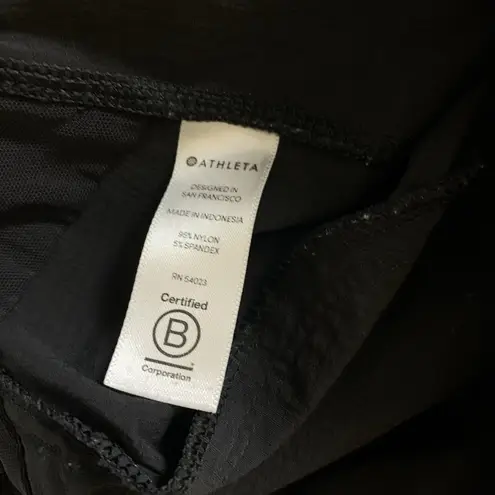 ATHLETA
DESIGNED IN
SAN FRANCISCO
MADE IN INDONESIA
95% NYLON
5% SPANDEX
RN 54023
Certified
B
Corporation